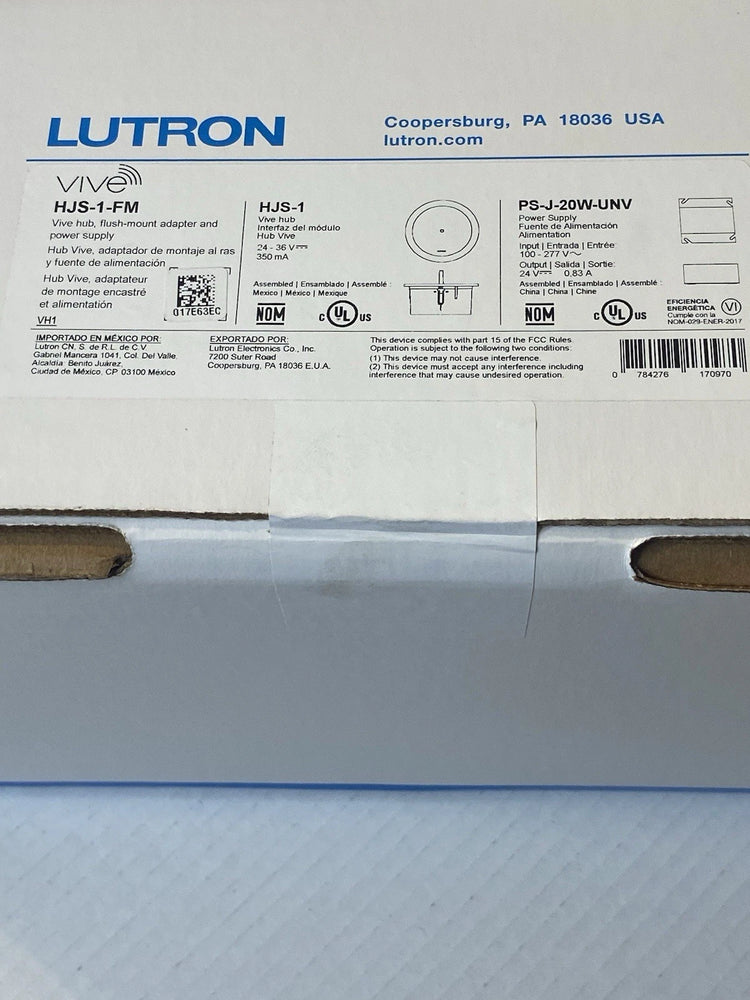 LUTRON
Coopersburg, PA 18036 USA
lutron.com
vive
HJS-1-FM
Vive hub, flush-mount adapter and
power supply
Hub Vive, adaptador de montaje al ras
y fuente de alimentación
Hub Vive, adaptateur
de montage encastré
et alimentatión
VH1
017E63EC
HJS-1
Vive hub
Interfaz del módulo
Hub Vive
24 - 36 V
350 mA
Assembled | Ensamblado | Assemblé :
Mexico | México | Mexique
NOM
C UL US
PS-J-20W-UNV
Power Supply
Fuente de Alimentación
Alimentation
Input | Entrada | Entrée:
100 - 277 V~
Output | Salida | Sortie:
24 V 0,83 A
Assembled | Ensamblado | Assemblé :
China | China | Chine
NOM
C UL US
EFICIENCIA
ENERGÉTICA
VI
Cumple con la
NOM-029-ENER-2017
IMPORTADO EN MÉXICO POR:
Lutron CN, S. de R.L. de C.V.
Gabriel Mancera 1041, Col. Del Valle,
Alcaldía: Benito Juárez,
Ciudad de México, CP 03100 México
EXPORTADO POR:
Lutron Electronics Co., Inc.
7200 Suter Road
Coopersburg, PA 18036 E.U.A.
This device complies with part 15 of the FCC Rules.
Operation is subject to the following two conditions:
(1) This device may not cause interference.
(2) This device must accept any interference including
interference that may cause undesired operation.
0 784276 170970